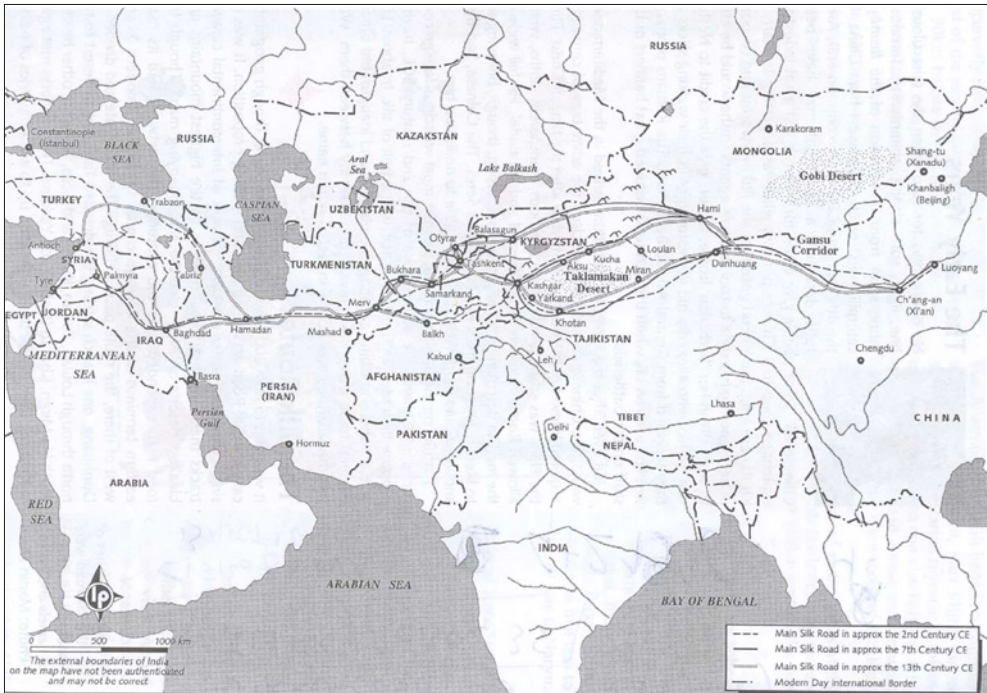 RUSSIA
Constantinople
(Istanbul)
BLACK
SEA
RUSSIA
KAZAKSTAN
Karakoram
MONGOLIA
Shang-tu
(Xanadu)
Khanbaligh
(Beijing)
Gobi Desert
Aral
Sea
Lake Balkash
TURKEY
Trabzon
CASPIAN
SEA
UZBEKISTAN
Otyrar
Balasagun
KYRGYZSTAN
Hami
Gansu
Corridor
Antioch
SYRIA
Tabriz
TURKMENISTAN
Bukhara
Tashkent
Aksu
Kucha
Loulan
Dunhuang
Luoyang
Palmyra
Tyre
Samarkand
Kashgar
Taklamakan
Desert
Miran
Yarkand
Ch'ang-an
(Xi'an)
EGYPT
JORDAN
IRAQ
Baghdad
Hamadan
Merv
Mashad
Balkh
Khotan
TAJIKISTAN
MEDITERRANEAN
SEA
Kabul
Leh
Chengdu
Basra
PERSIA
(IRAN)
AFGHANISTAN
Persian
Gulf
PAKISTAN
TIBET
Lhasa
CHINA
Hormuz
Delhi
NEPAL
ARABIA
RED
SEA
INDIA
ARABIAN SEA
BAY OF BENGAL
IP
0 500 1000 km
The external boundaries of India
on the map have not been authenticated
and may not be correct
Main Silk Road in approx the 2nd Century CE
Main Silk Road in approx the 7th Century CE
Main Silk Road in approx the 13th Century CE
Modern Day International Border